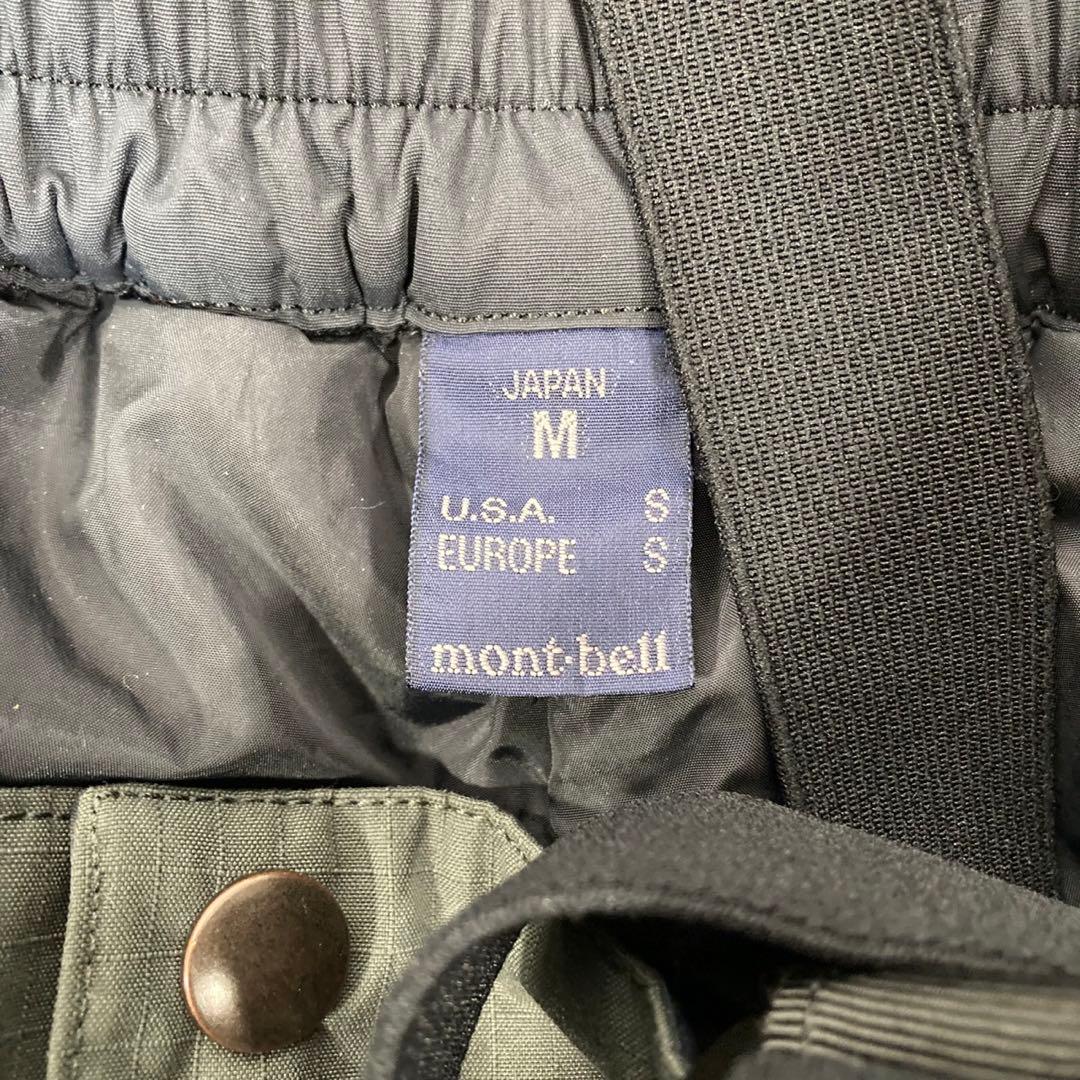 JAPAN
M
U.S.A. S
EUROPE S
mont·bell